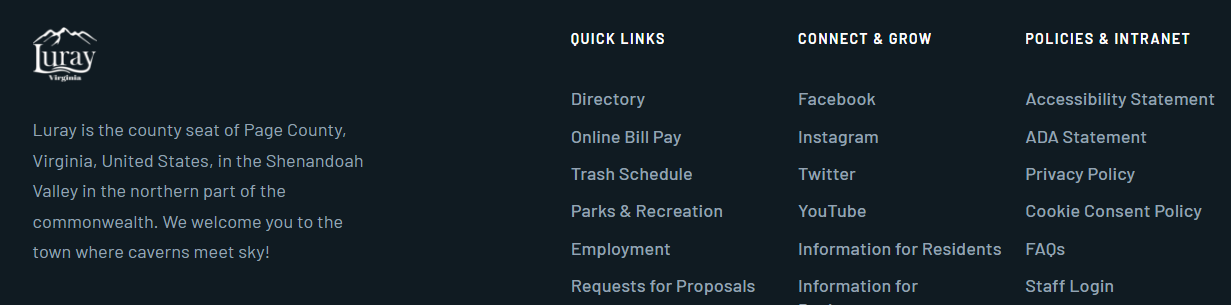 Luray
Virginia
Luray is the county seat of Page County,
Virginia, United States, in the Shenandoah
Valley in the northern part of the
commonwealth. We welcome you to the
town where caverns meet sky!
QUICK LINKS
Directory
Online Bill Pay
Trash Schedule
Parks & Recreation
Employment
Requests for Proposals
CONNECT & GROW
Facebook
Instagram
Twitter
YouTube
Information for Residents
Information for
POLICIES & INTRANET
Accessibility Statement
ADA Statement
Privacy Policy
Cookie Consent Policy
FAQs
Staff Login